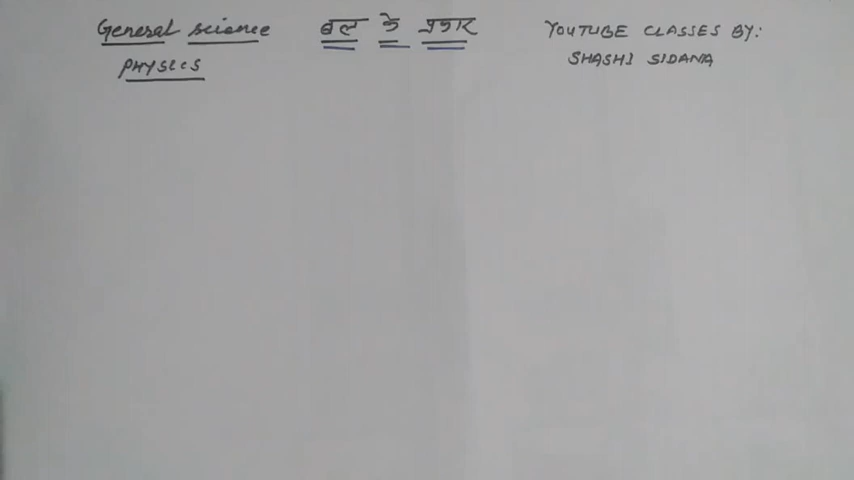 General science बल के प्रकार YOUTUBE CLASSES BY:
PHYSICS SHASHI SIDANA